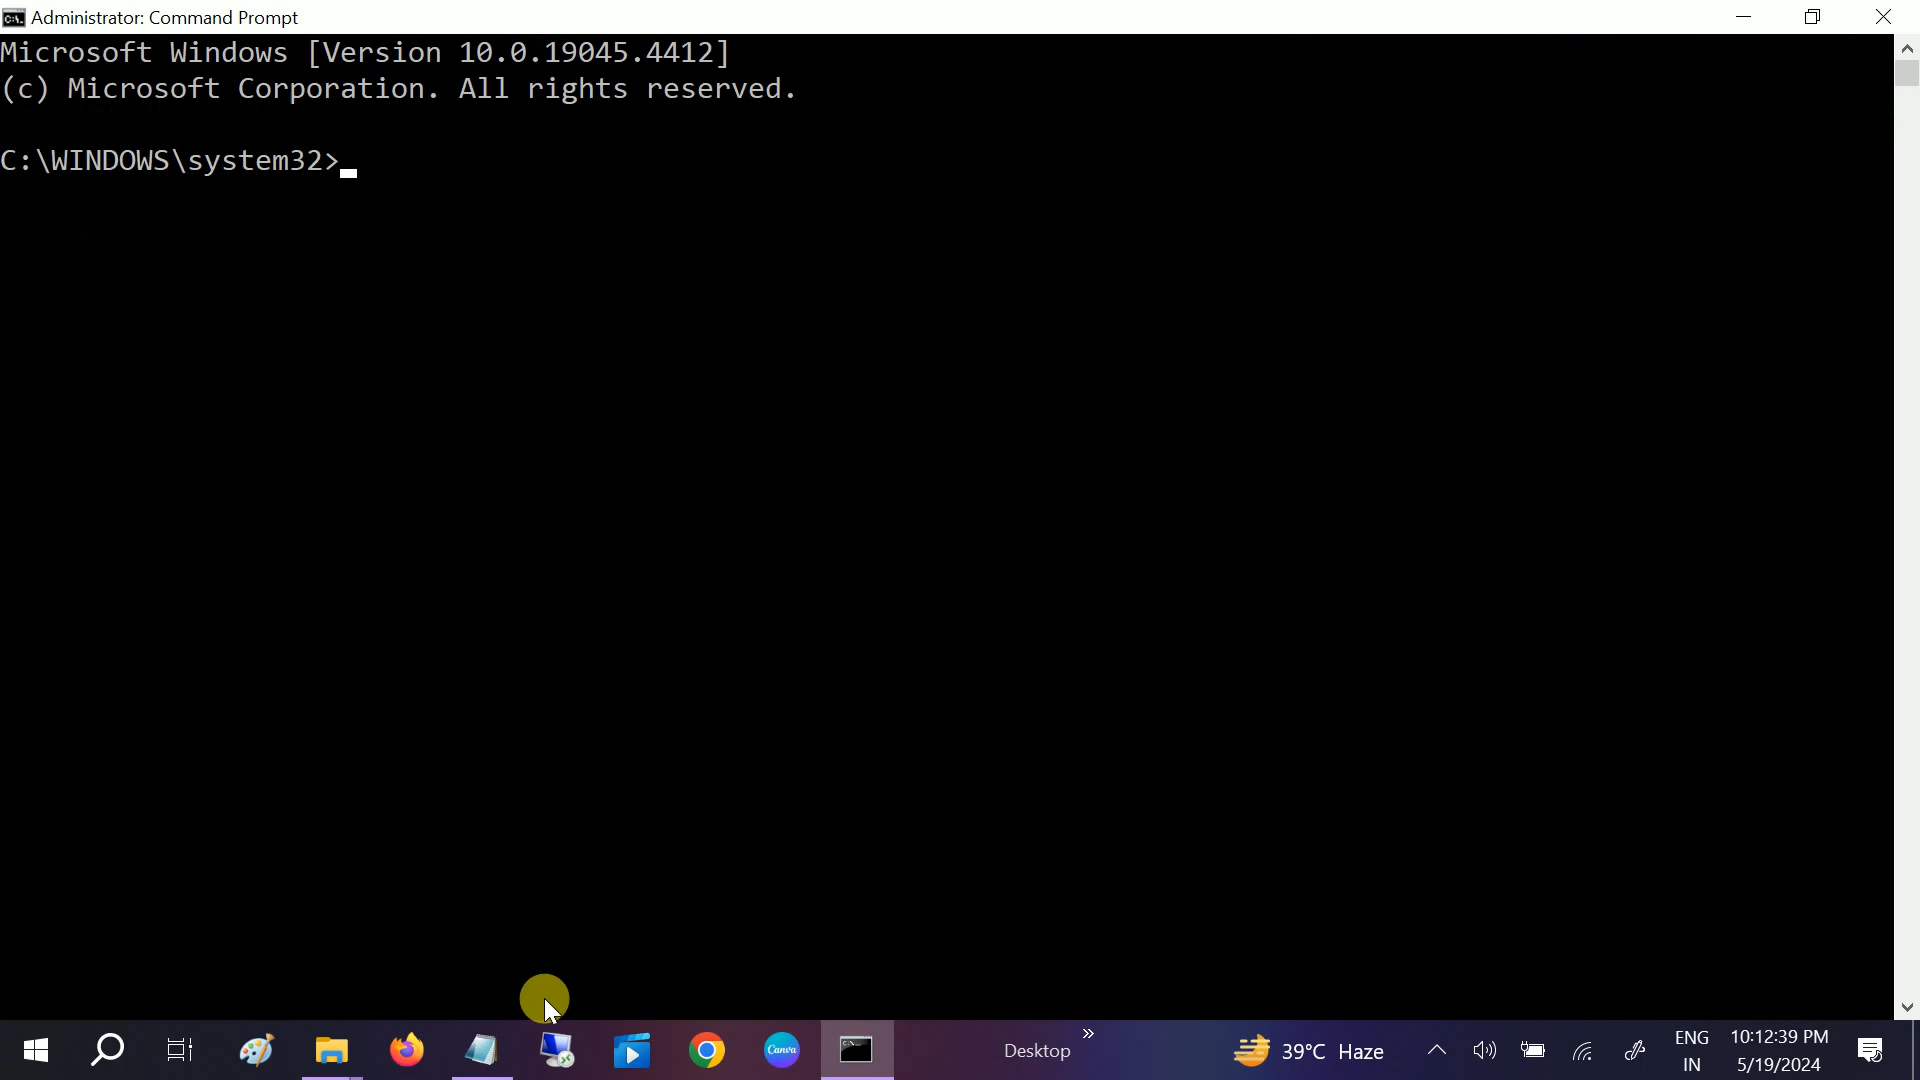 Administrator: Command Prompt
Microsoft Windows [Version 10.0.19045.4412]
(c) Microsoft Corporation. All rights reserved.
C:\WINDOWS\system32>
Canva
Desktop
»
39°C Haze
ENG
IN
10:12:39 PM
5/19/2024